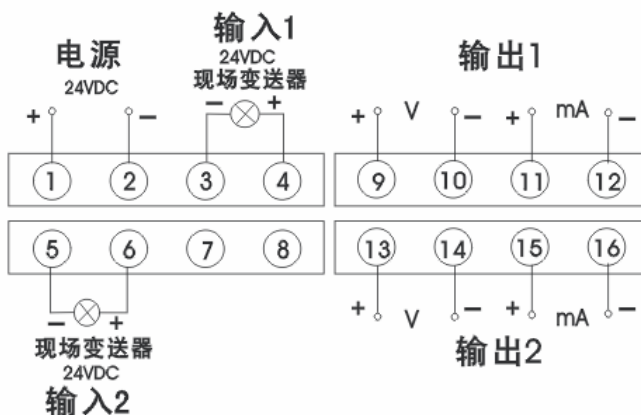 电源
24VDC
+ −
输入1
24VDC
现场变送器
− +
输出1
+ V − + mA −
1 2 3 4
9 10 11 12
5 6 7 8
13 14 15 16
− +
现场变送器
24VDC
输入2
+ V − + mA −
输出2